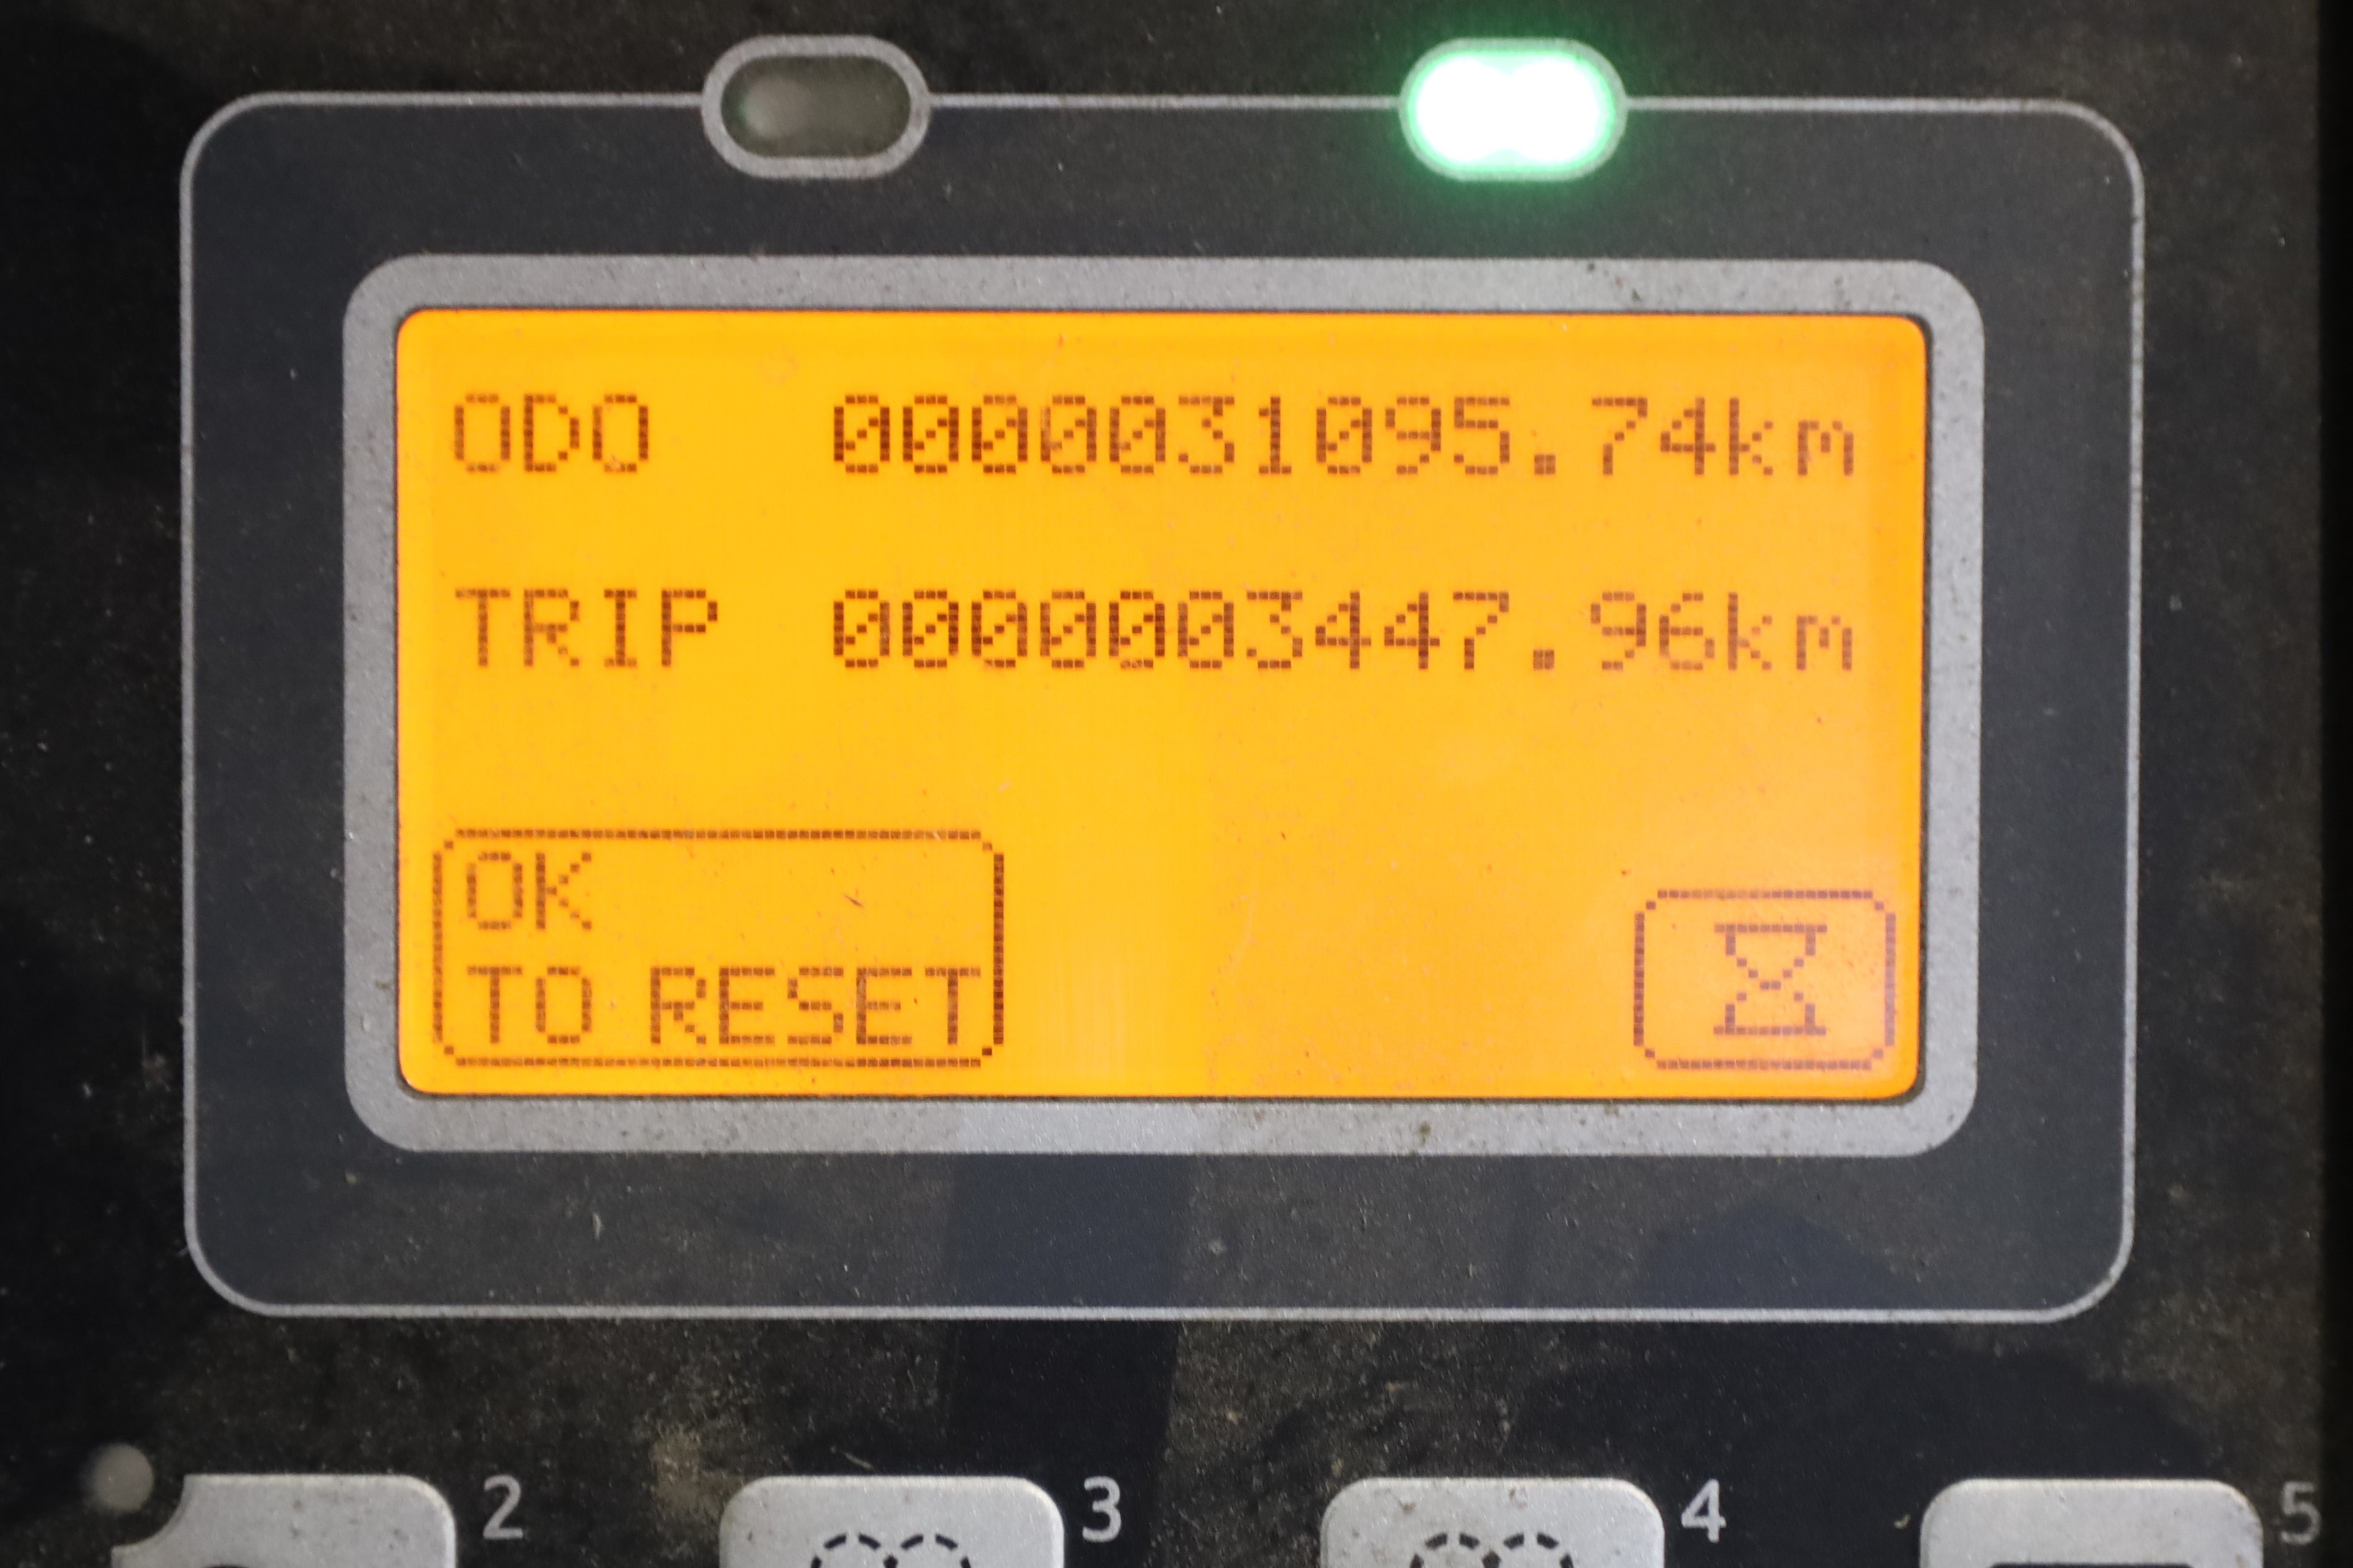 ODO 0000031095.74km
TRIP 0000003447.96km
OK
TO RESET
2 3 4 5